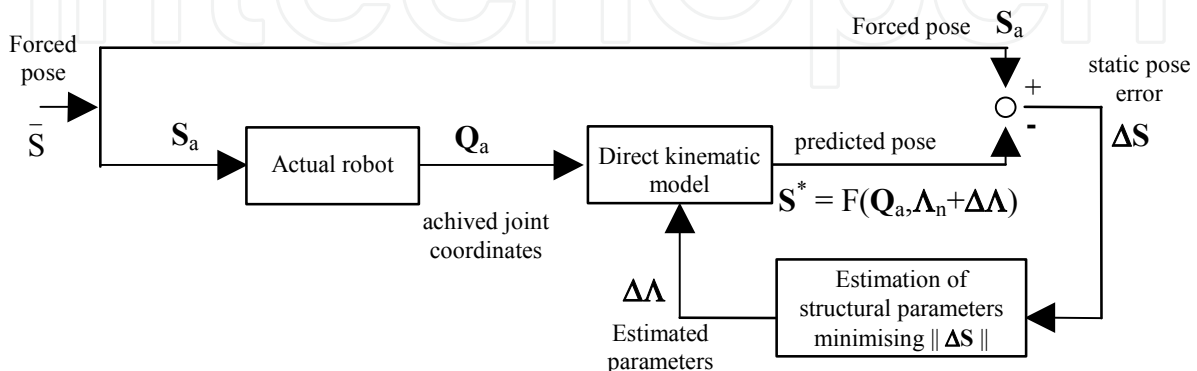 Forced
pose
S̄
Forced pose
S_a
static pose
error
ΔS
+
-
S_a
Actual robot
Q_a
achived joint
coordinates
Direct kinematic
model
predicted pose
S* = F(Q_a,Λ_n+ΔΛ)
ΔΛ
Estimated
parameters
Estimation of
structural parameters
minimising || ΔS ||